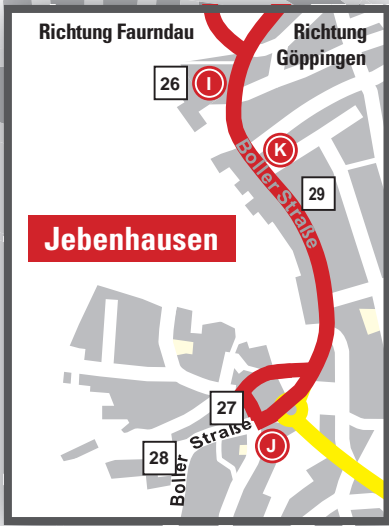 Richtung Faurndau
Richtung
Göppingen
26
I
K
Boller Straße
29
Jebenhausen
27
Boller Straße
J
28